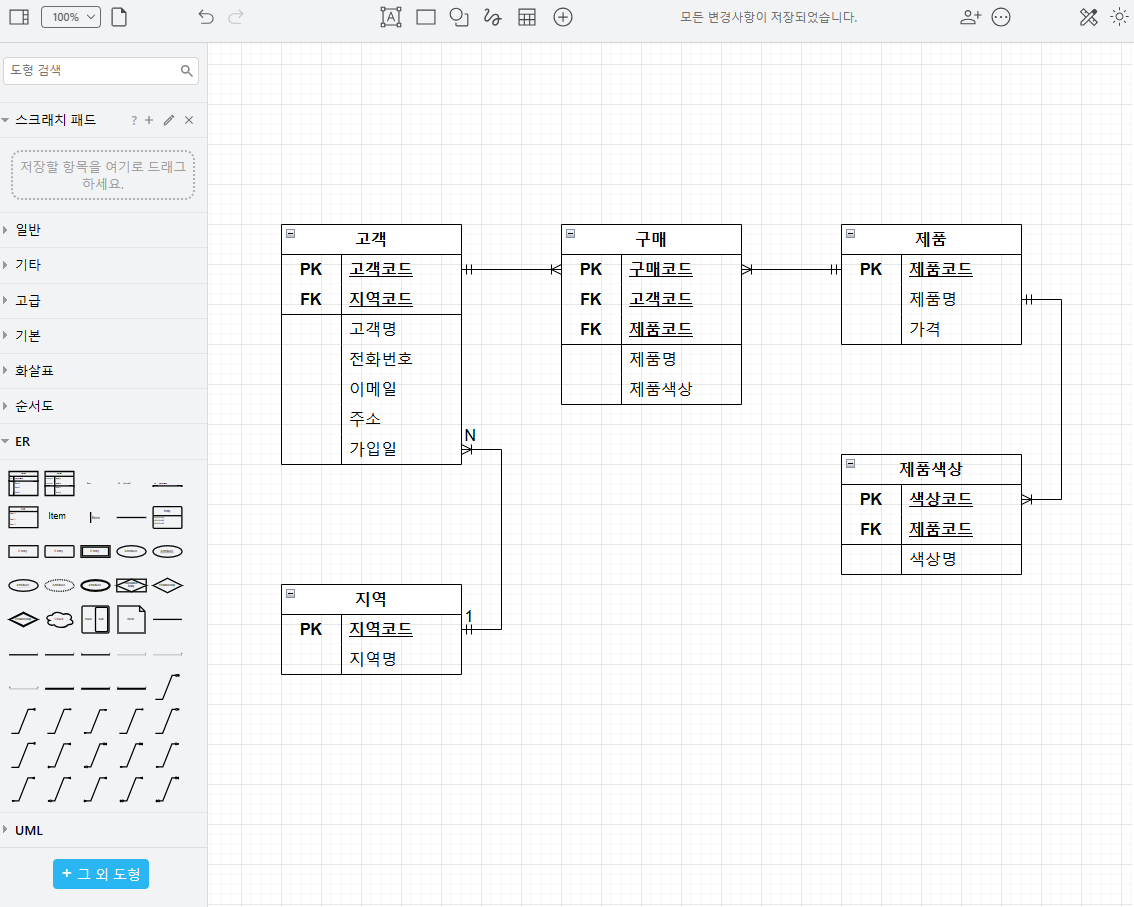 100%
모든 변경사항이 저장되었습니다.
도형 검색
스크래치 패드
?
저장할 항목을 여기로 드래그
하세요.
일반
기타
고급
기본
화살표
순서도
ER
Item
UML
+ 그 외 도형
고객
PK 고객코드
FK 지역코드
고객명
전화번호
이메일
주소
가입일
N
구매
PK 구매코드
FK 고객코드
FK 제품코드
제품명
제품색상
제품
PK 제품코드
제품명
가격
제품색상
PK 색상코드
FK 제품코드
색상명
지역
1
PK 지역코드
지역명